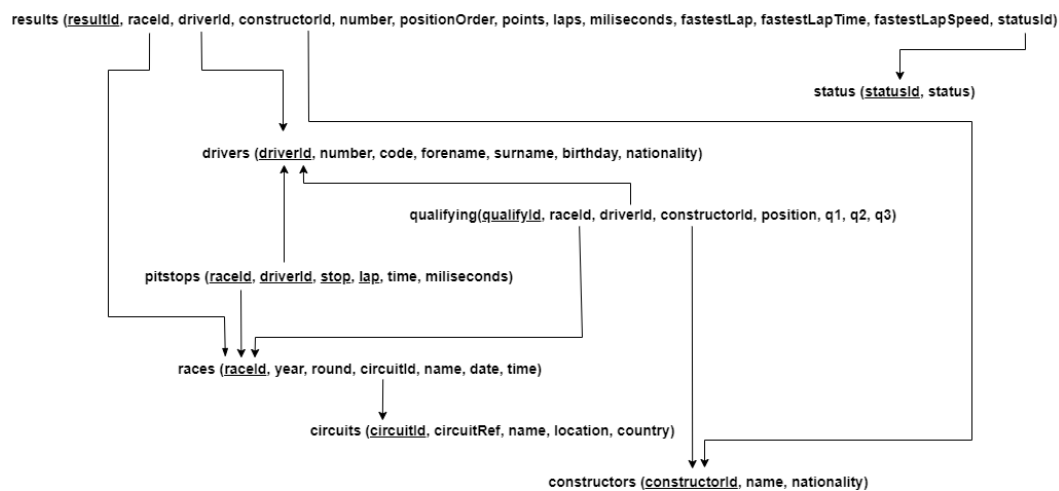 results (resultId, raceId, driverId, constructorId, number, positionOrder, points, laps, miliseconds, fastestLap, fastestLapTime, fastestLapSpeed, statusId)
status (statusId, status)
drivers (driverId, number, code, forename, surname, birthday, nationality)
qualifying(qualifyId, raceId, driverId, constructorId, position, q1, q2, q3)
pitstops (raceId, driverId, stop, lap, time, miliseconds)
races (raceId, year, round, circuitId, name, date, time)
circuits (circuitId, circuitRef, name, location, country)
constructors (constructorId, name, nationality)